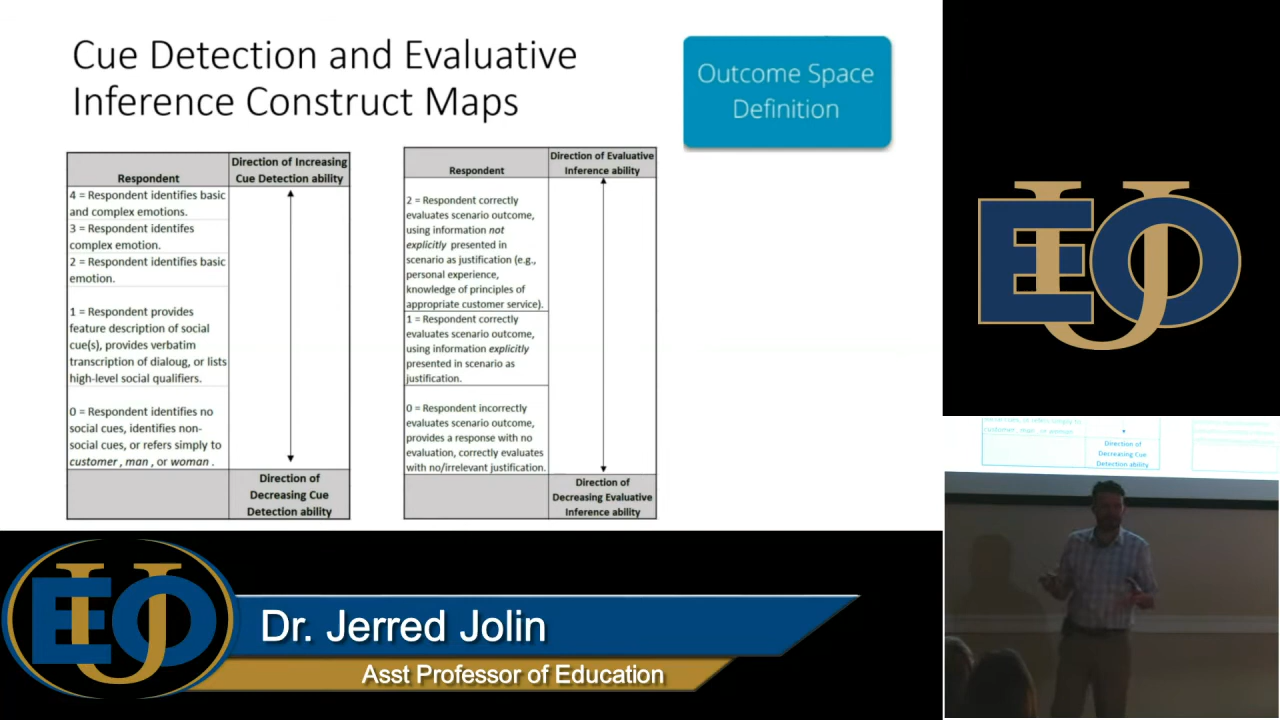 Cue Detection and Evaluative
Inference Construct Maps
Outcome Space
Definition
Respondent
Direction of Increasing
Cue Detection ability
4 = Respondent identifies basic
and complex emotions.
3 = Respondent identifes
complex emotion.
2 = Respondent identifies basic
emotion.
1 = Respondent provides
feature description of social
cue(s), provides verbatim
transcription of dialoug, or lists
high-level social qualifiers.
0 = Respondent identifies no
social cues, identifies non-
social cues, or refers simply to
customer, man, or woman.
Direction of
Decreasing Cue
Detection ability
Respondent
Direction of Evaluative
Inference ability
2 = Respondent correctly
evaluates scenario outcome,
using information not
explicitly presented in
scenario as justification (e.g.,
personal experience,
knowledge of principles of
appropriate customer service).
1 = Respondent correctly
evaluates scenario outcome,
using information explicitly
presented in scenario as
justification.
0 = Respondent incorrectly
evaluates scenario outcome,
provides a response with no
evaluation, correctly evaluates
with no/irrelevant justification.
Direction of
Decreasing Evaluative
Inference ability
EOU
customer, man, or woman
Direction of
Decreasing Cue
Detection ability
EOU
Dr. Jerred Jolin
Asst Professor of Education